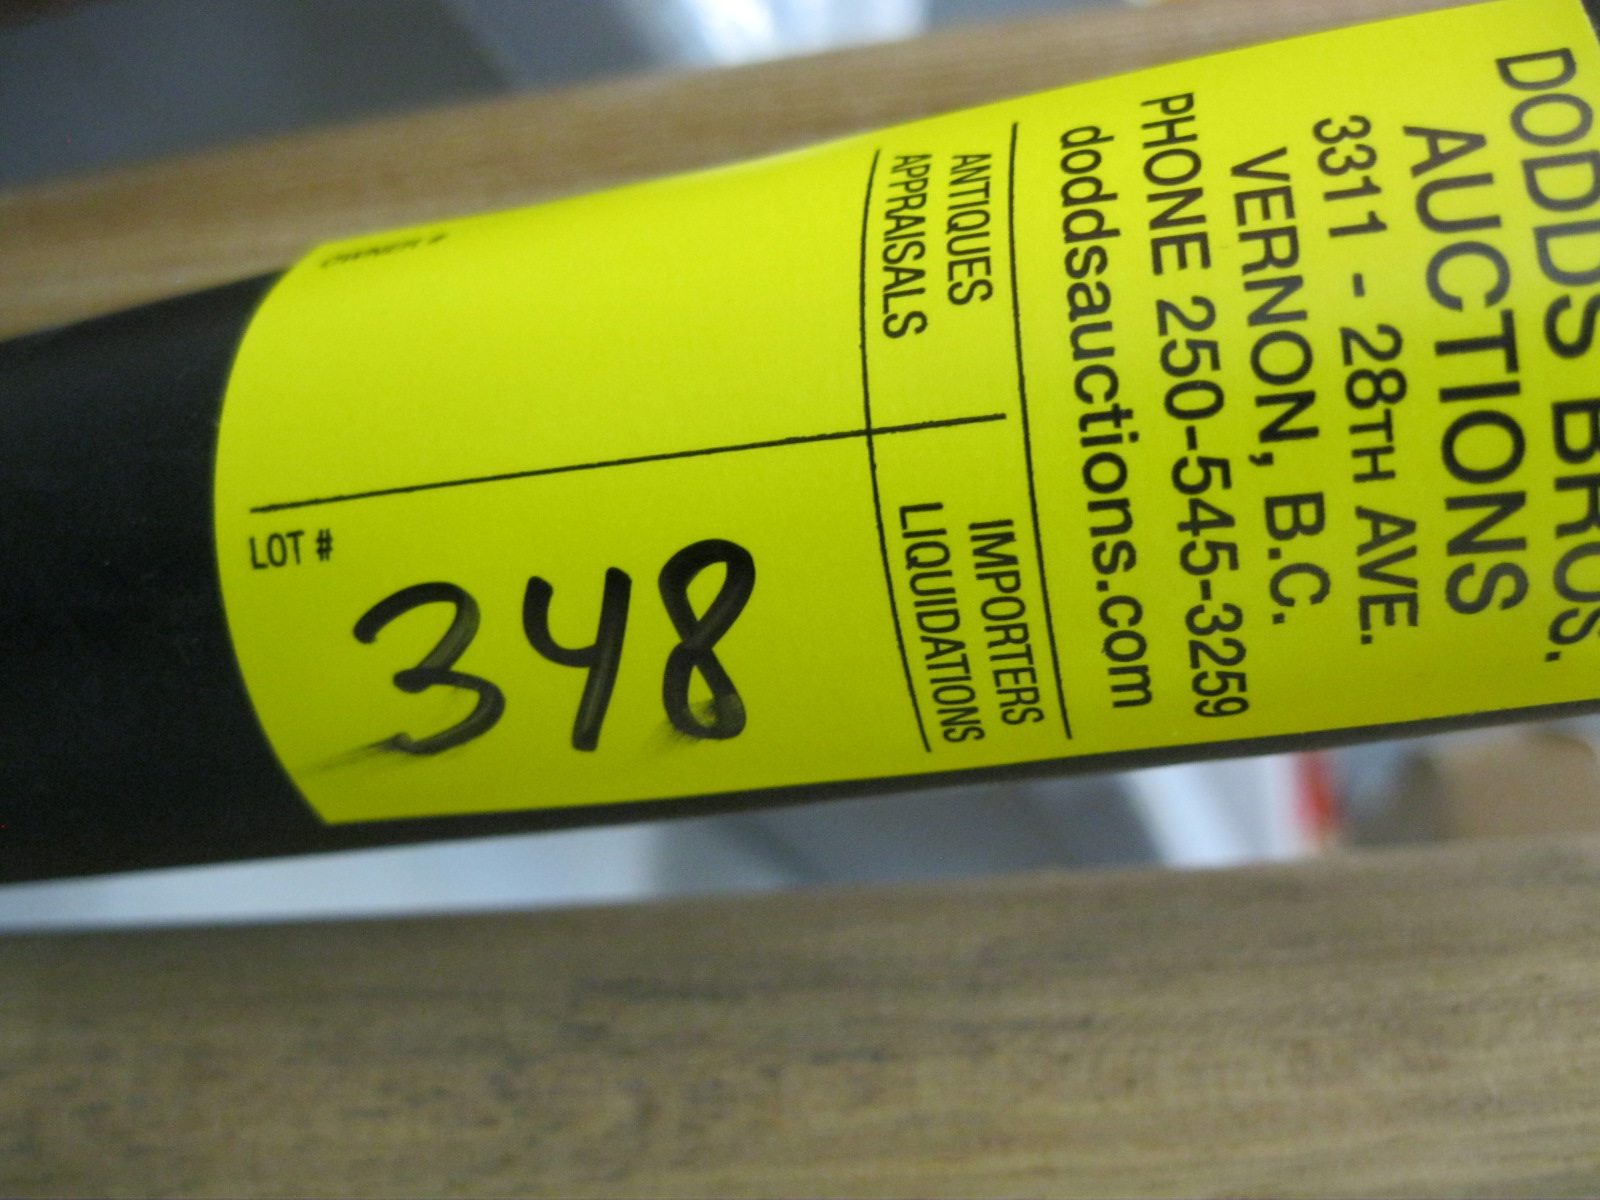 DODDS BROS.
AUCTIONS
3311 - 28TH AVE.
VERNON, B.C.
PHONE 250-545-3259
doddsauctions.com
ANTIQUES
APPRAISALS
IMPORTERS
LIQUIDATIONS
OWNER #
LOT #
348